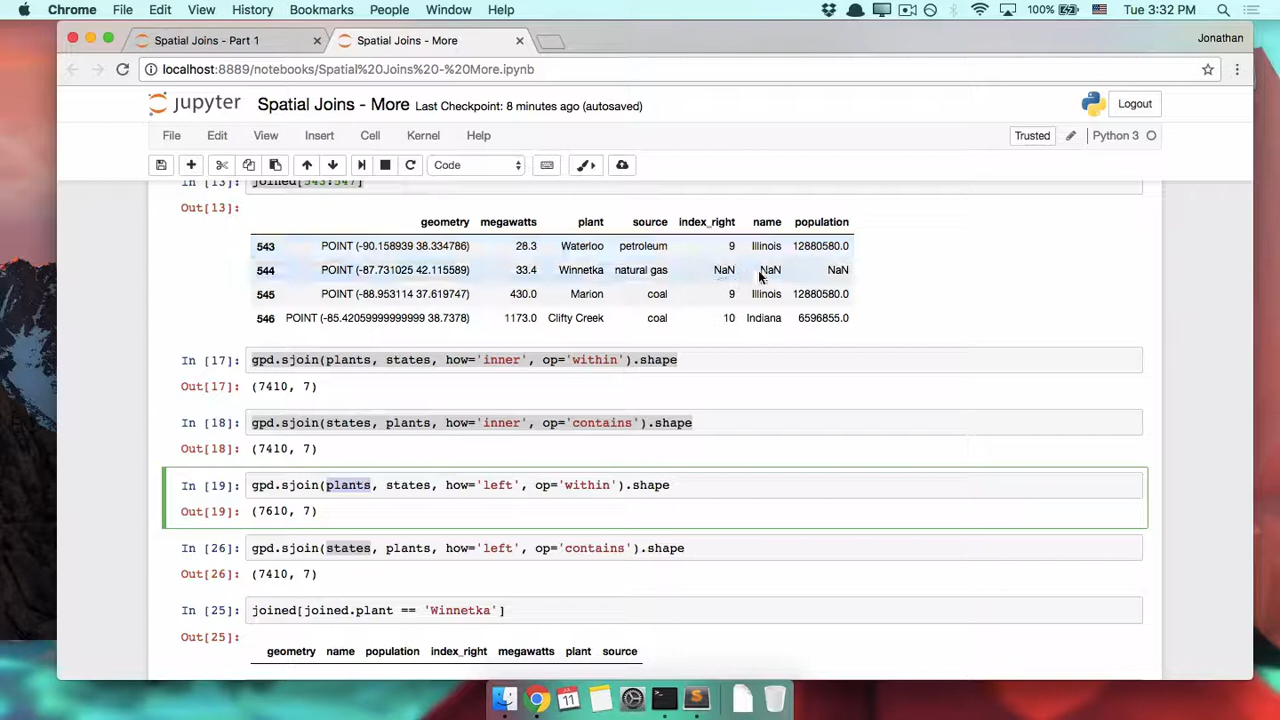 Chrome File Edit View History Bookmarks People Window Help 100% Tue 3:32 PM
Spatial Joins - Part 1 Spatial Joins - More Jonathan
localhost:8889/notebooks/Spatial%20Joins%20-%20More.ipynb
jupyter Spatial Joins - More Last Checkpoint: 8 minutes ago (autosaved) Logout
File Edit View Insert Cell Kernel Help Trusted Python 3
Code
In [13]: joined[543:547]
Out[13]:
geometry megawatts plant source index_right name population
543 POINT (-90.158939 38.334786) 28.3 Waterloo petroleum 9 Illinois 12880580.0
544 POINT (-87.731025 42.115589) 33.4 Winnetka natural gas NaN NaN NaN
545 POINT (-88.953114 37.619747) 430.0 Marion coal 9 Illinois 12880580.0
546 POINT (-85.42059999999999 38.7378) 1173.0 Clifty Creek coal 10 Indiana 6596855.0
In [17]: gpd.sjoin(plants, states, how='inner', op='within').shape
Out[17]: (7410, 7)
In [18]: gpd.sjoin(states, plants, how='inner', op='contains').shape
Out[18]: (7410, 7)
In [19]: gpd.sjoin(plants, states, how='left', op='within').shape
Out[19]: (7610, 7)
In [26]: gpd.sjoin(states, plants, how='left', op='contains').shape
Out[26]: (7410, 7)
In [25]: joined[joined.plant == 'Winnetka']
Out[25]:
geometry name population index_right megawatts plant source
11